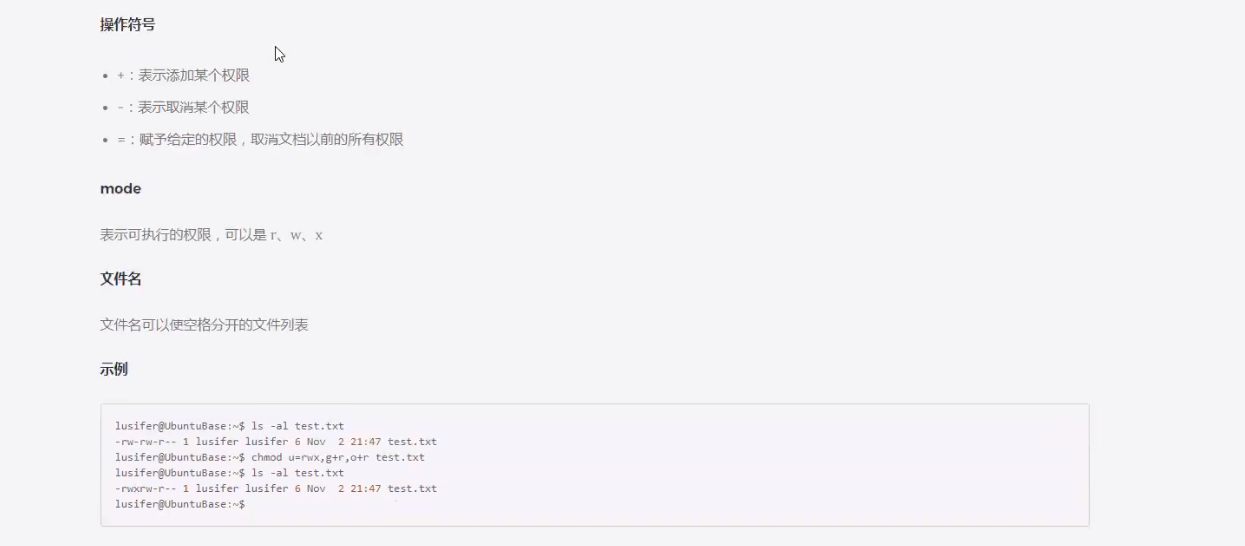 操作符号
+：表示添加某个权限
-：表示取消某个权限
=：赋予给定的权限，取消文档以前的所有权限
mode
表示可执行的权限，可以是 r、w、x
文件名
文件名可以使空格分开的文件列表
示例
lusifer@UbuntuBase:~$ ls -al test.txt
-rw-rw-r-- 1 lusifer lusifer 6 Nov  2 21:47 test.txt
lusifer@UbuntuBase:~$ chmod u=rwx,g+r,o+r test.txt
lusifer@UbuntuBase:~$ ls -al test.txt
-rwxrw-r-- 1 lusifer lusifer 6 Nov  2 21:47 test.txt
lusifer@UbuntuBase:~$